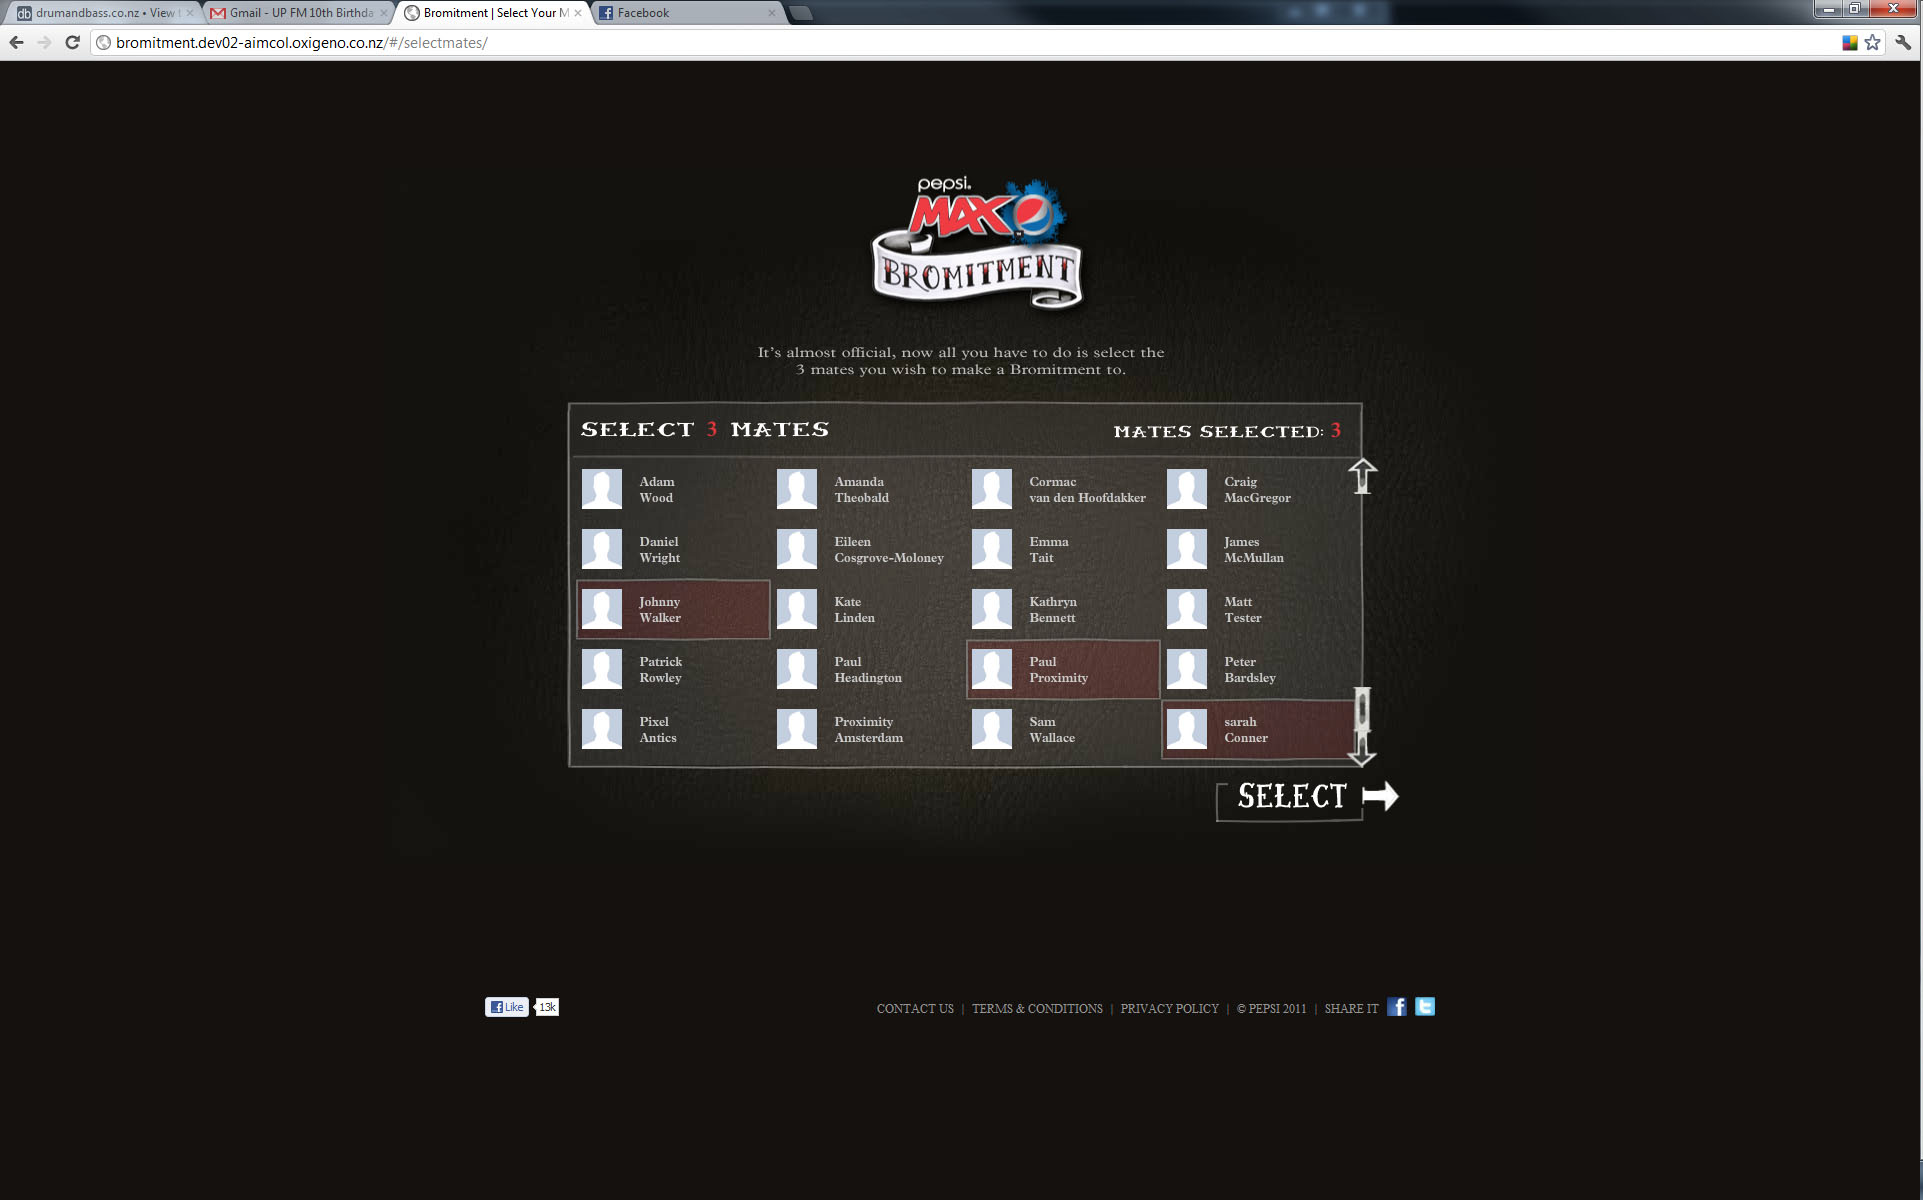 drumandbass.co.nz • View t
Gmail - UP FM 10th Birthda
Bromitment | Select Your M
Facebook
bromitment.dev02-aimcol.oxigeno.co.nz/#/selectmates/
pepsi.
MAX
BROMITMENT
It's almost official, now all you have to do is select the
3 mates you wish to make a Bromitment to.
SELECT 3 MATES
MATES SELECTED: 3
Adam
Wood
Amanda
Theobald
Cormac
van den Hoofdakker
Craig
MacGregor
Daniel
Wright
Eileen
Cosgrove-Moloney
Emma
Tait
James
McMullan
Johnny
Walker
Kate
Linden
Kathryn
Bennett
Matt
Tester
Patrick
Rowley
Paul
Headington
Paul
Proximity
Peter
Bardsley
Pixel
Antics
Proximity
Amsterdam
Sam
Wallace
sarah
Conner
SELECT
Like
13k
CONTACT US | TERMS & CONDITIONS | PRIVACY POLICY | © PEPSI 2011 | SHARE IT